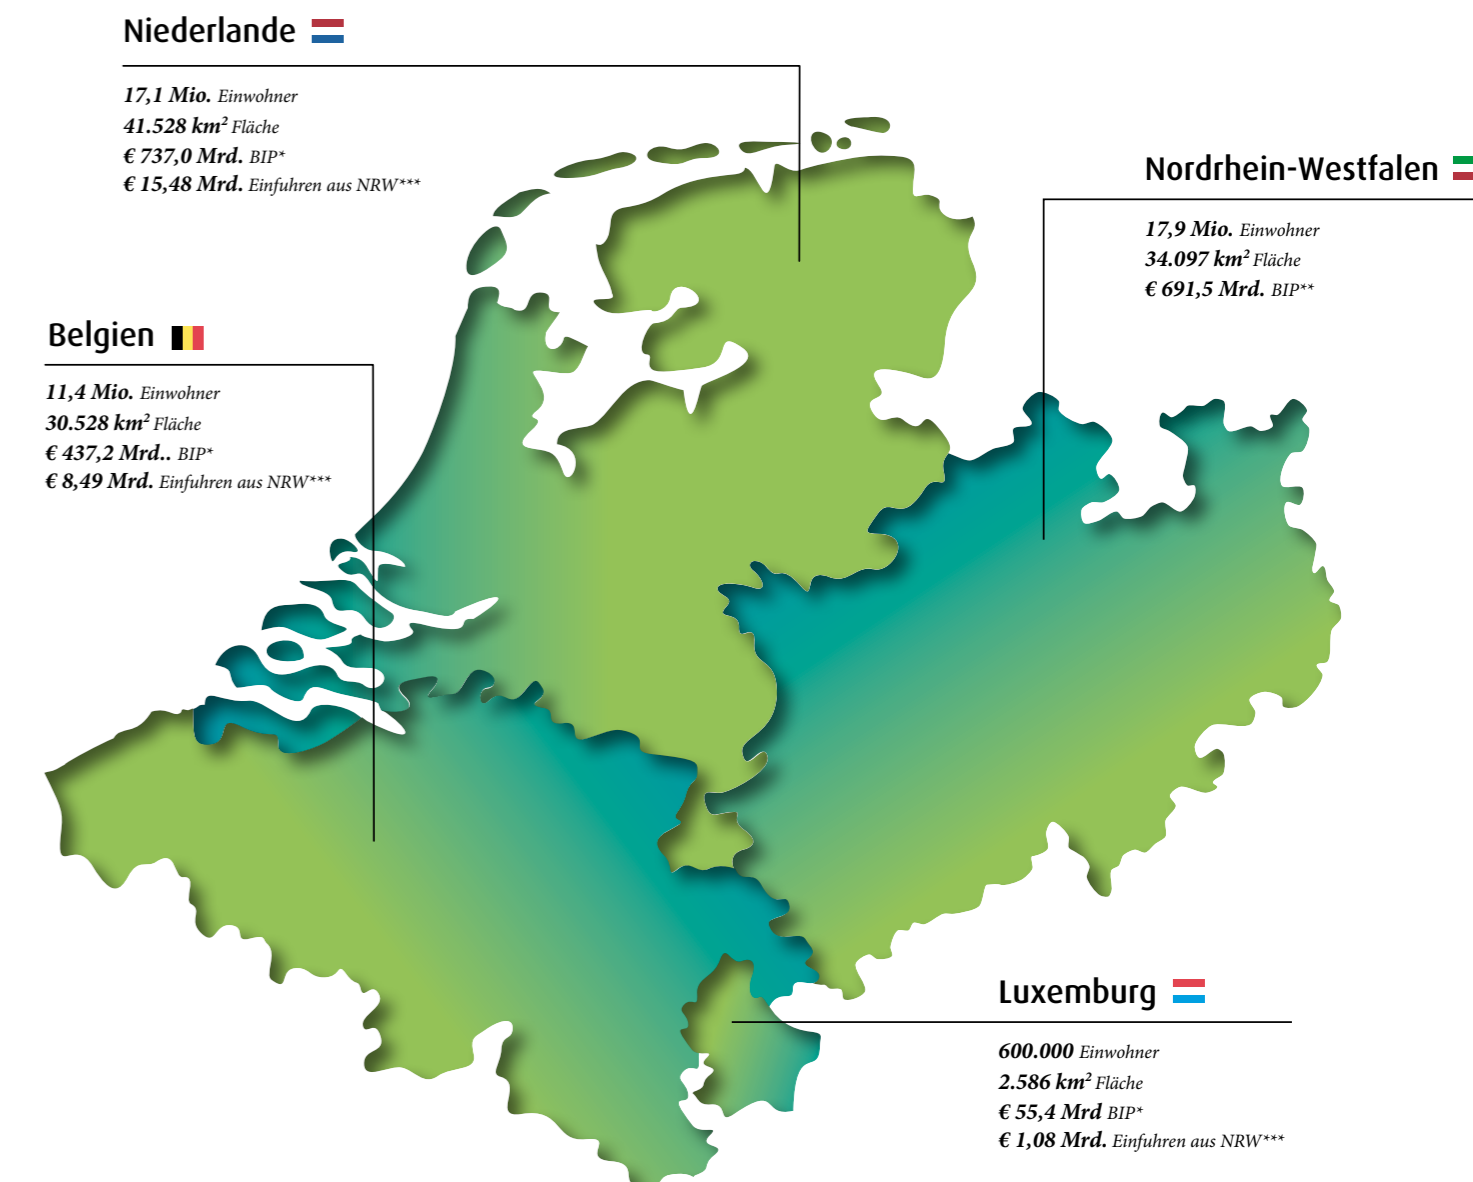 Niederlande
17,1 Mio. Einwohner
41.528 km² Fläche
€ 737,0 Mrd. BIP*
€ 15,48 Mrd. Einfuhren aus NRW***
Nordrhein-Westfalen
17,9 Mio. Einwohner
34.097 km² Fläche
€ 691,5 Mrd. BIP**
Belgien
11,4 Mio. Einwohner
30.528 km² Fläche
€ 437,2 Mrd.. BIP*
€ 8,49 Mrd. Einfuhren aus NRW***
Luxemburg
600.000 Einwohner
2.586 km² Fläche
€ 55,4 Mrd BIP*
€ 1,08 Mrd. Einfuhren aus NRW***